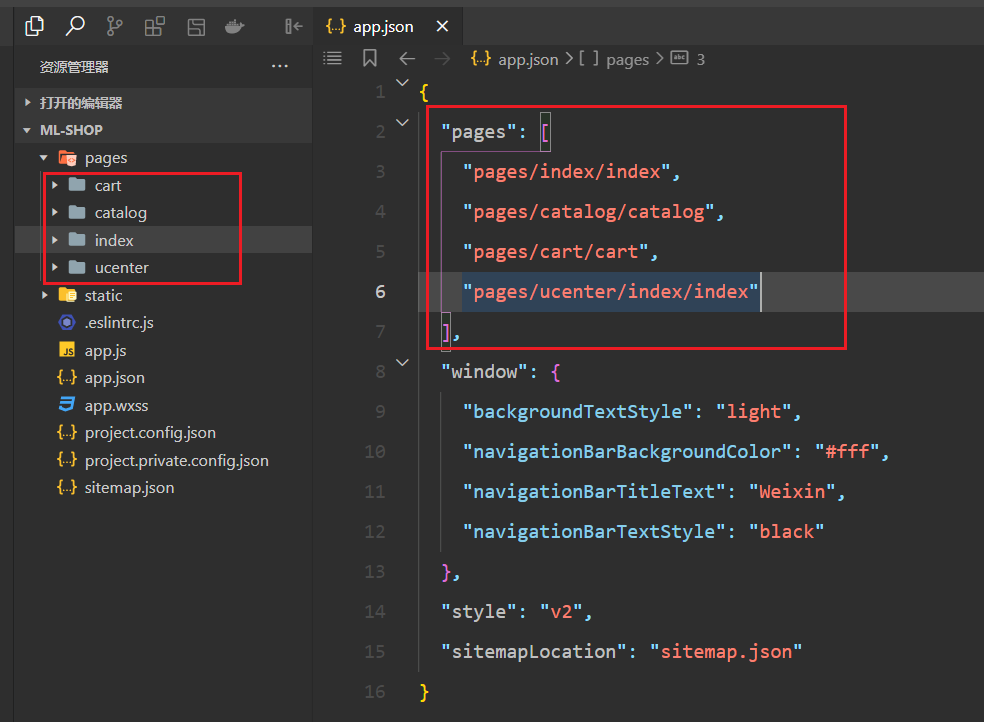 app.json
资源管理器
app.json > [ ] pages > abc 3
打开的编辑器
ML-SHOP
pages
cart
catalog
index
ucenter
static
.eslintrc.js
JS app.js
{..} app.json
app.wxss
{..} project.config.json
{..} project.private.config.json
{..} sitemap.json
1 {
2 "pages": [
3 "pages/index/index",
4 "pages/catalog/catalog",
5 "pages/cart/cart",
6 "pages/ucenter/index/index"
7 ],
8 "window": {
9 "backgroundTextStyle": "light",
10 "navigationBarBackgroundColor": "#fff",
11 "navigationBarTitleText": "Weixin",
12 "navigationBarTextStyle": "black"
13 },
14 "style": "v2",
15 "sitemapLocation": "sitemap.json"
16 }